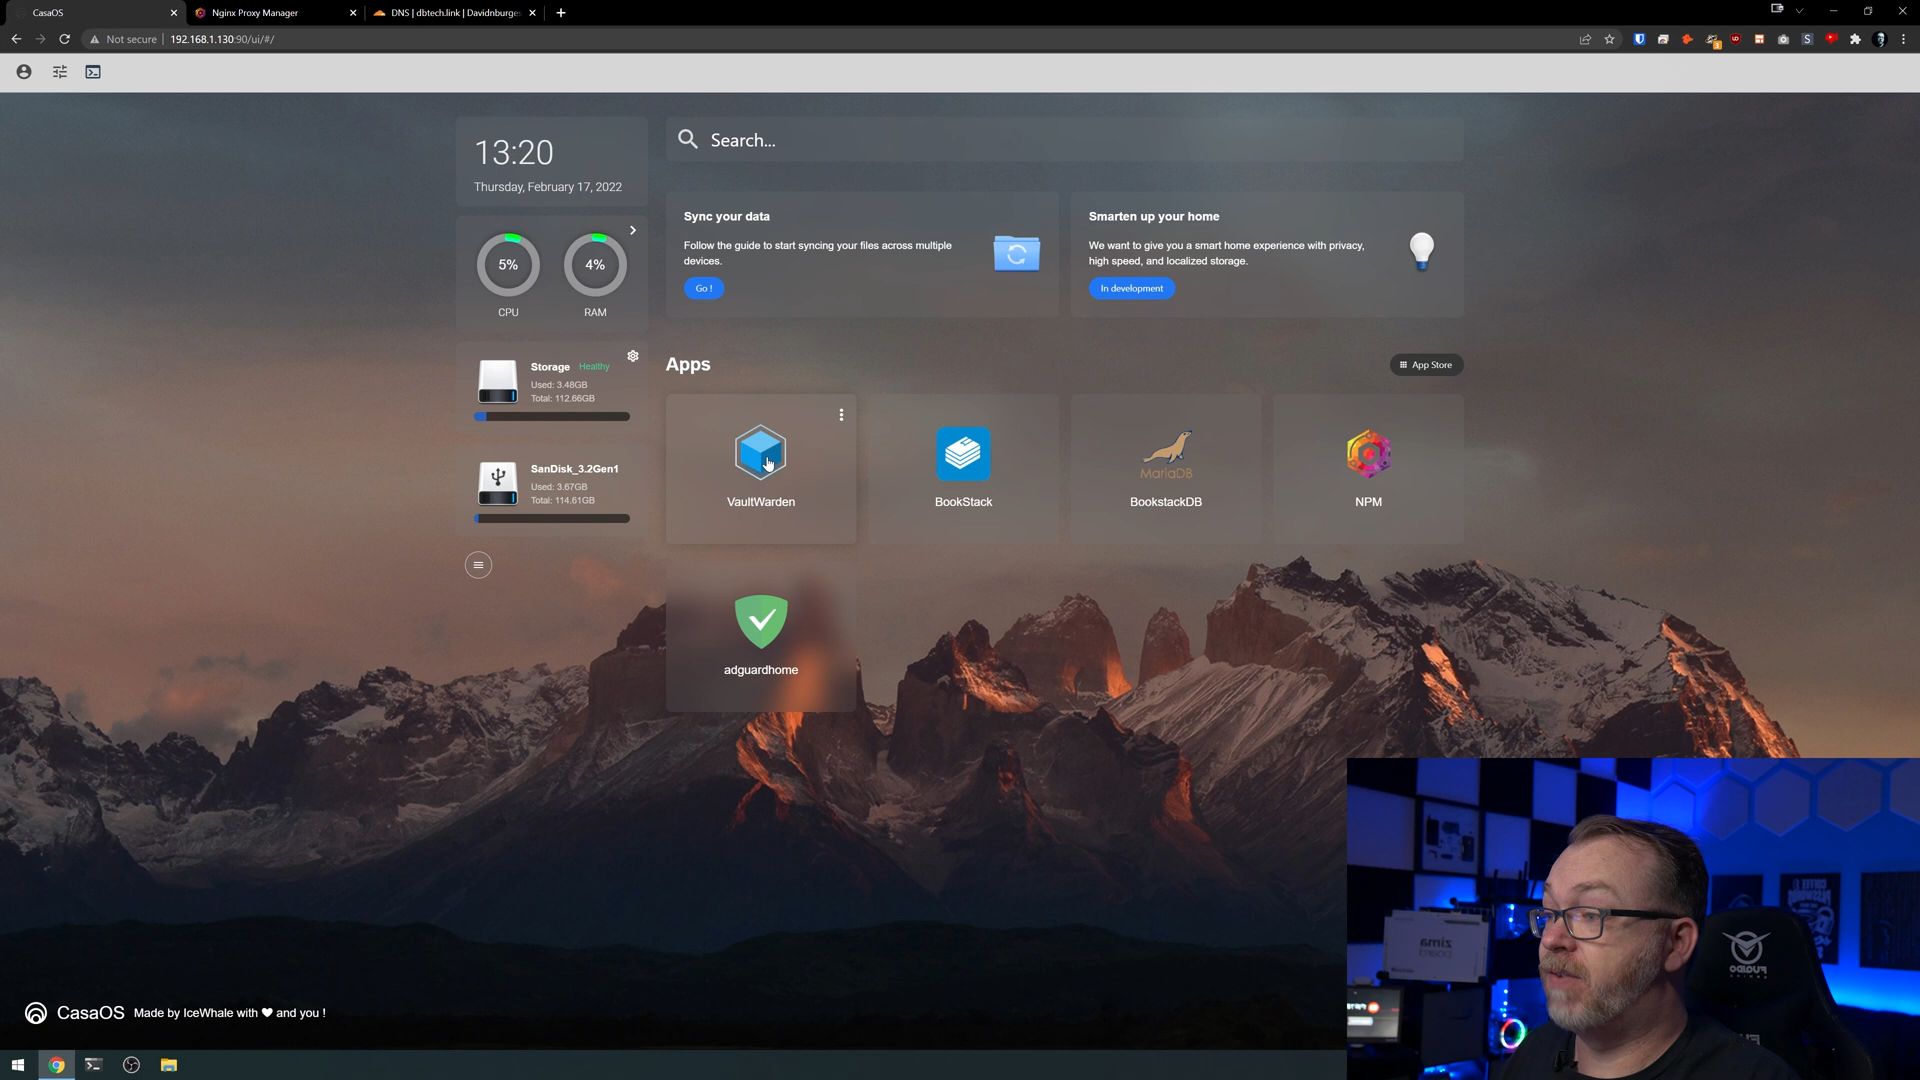 CasaOS
Nginx Proxy Manager
DNS | dbtech.link | Davidnburges
Not secure
192.168.1.130:90/ui/#/
13:20
Thursday, February 17, 2022
Search...
Sync your data
Follow the guide to start syncing your files across multiple
devices.
Go !
Smarten up your home
We want to give you a smart home experience with privacy,
high speed, and localized storage.
In development
5%
4%
CPU
RAM
Storage Healthy
Used: 3.48GB
Total: 112.66GB
SanDisk_3.2Gen1
Used: 3.67GB
Total: 114.61GB
Apps
App Store
VaultWarden
BookStack
MariaDB
BookstackDB
NPM
adguardhome
zima
board
CasaOS Made by IceWhale with ❤ and you !